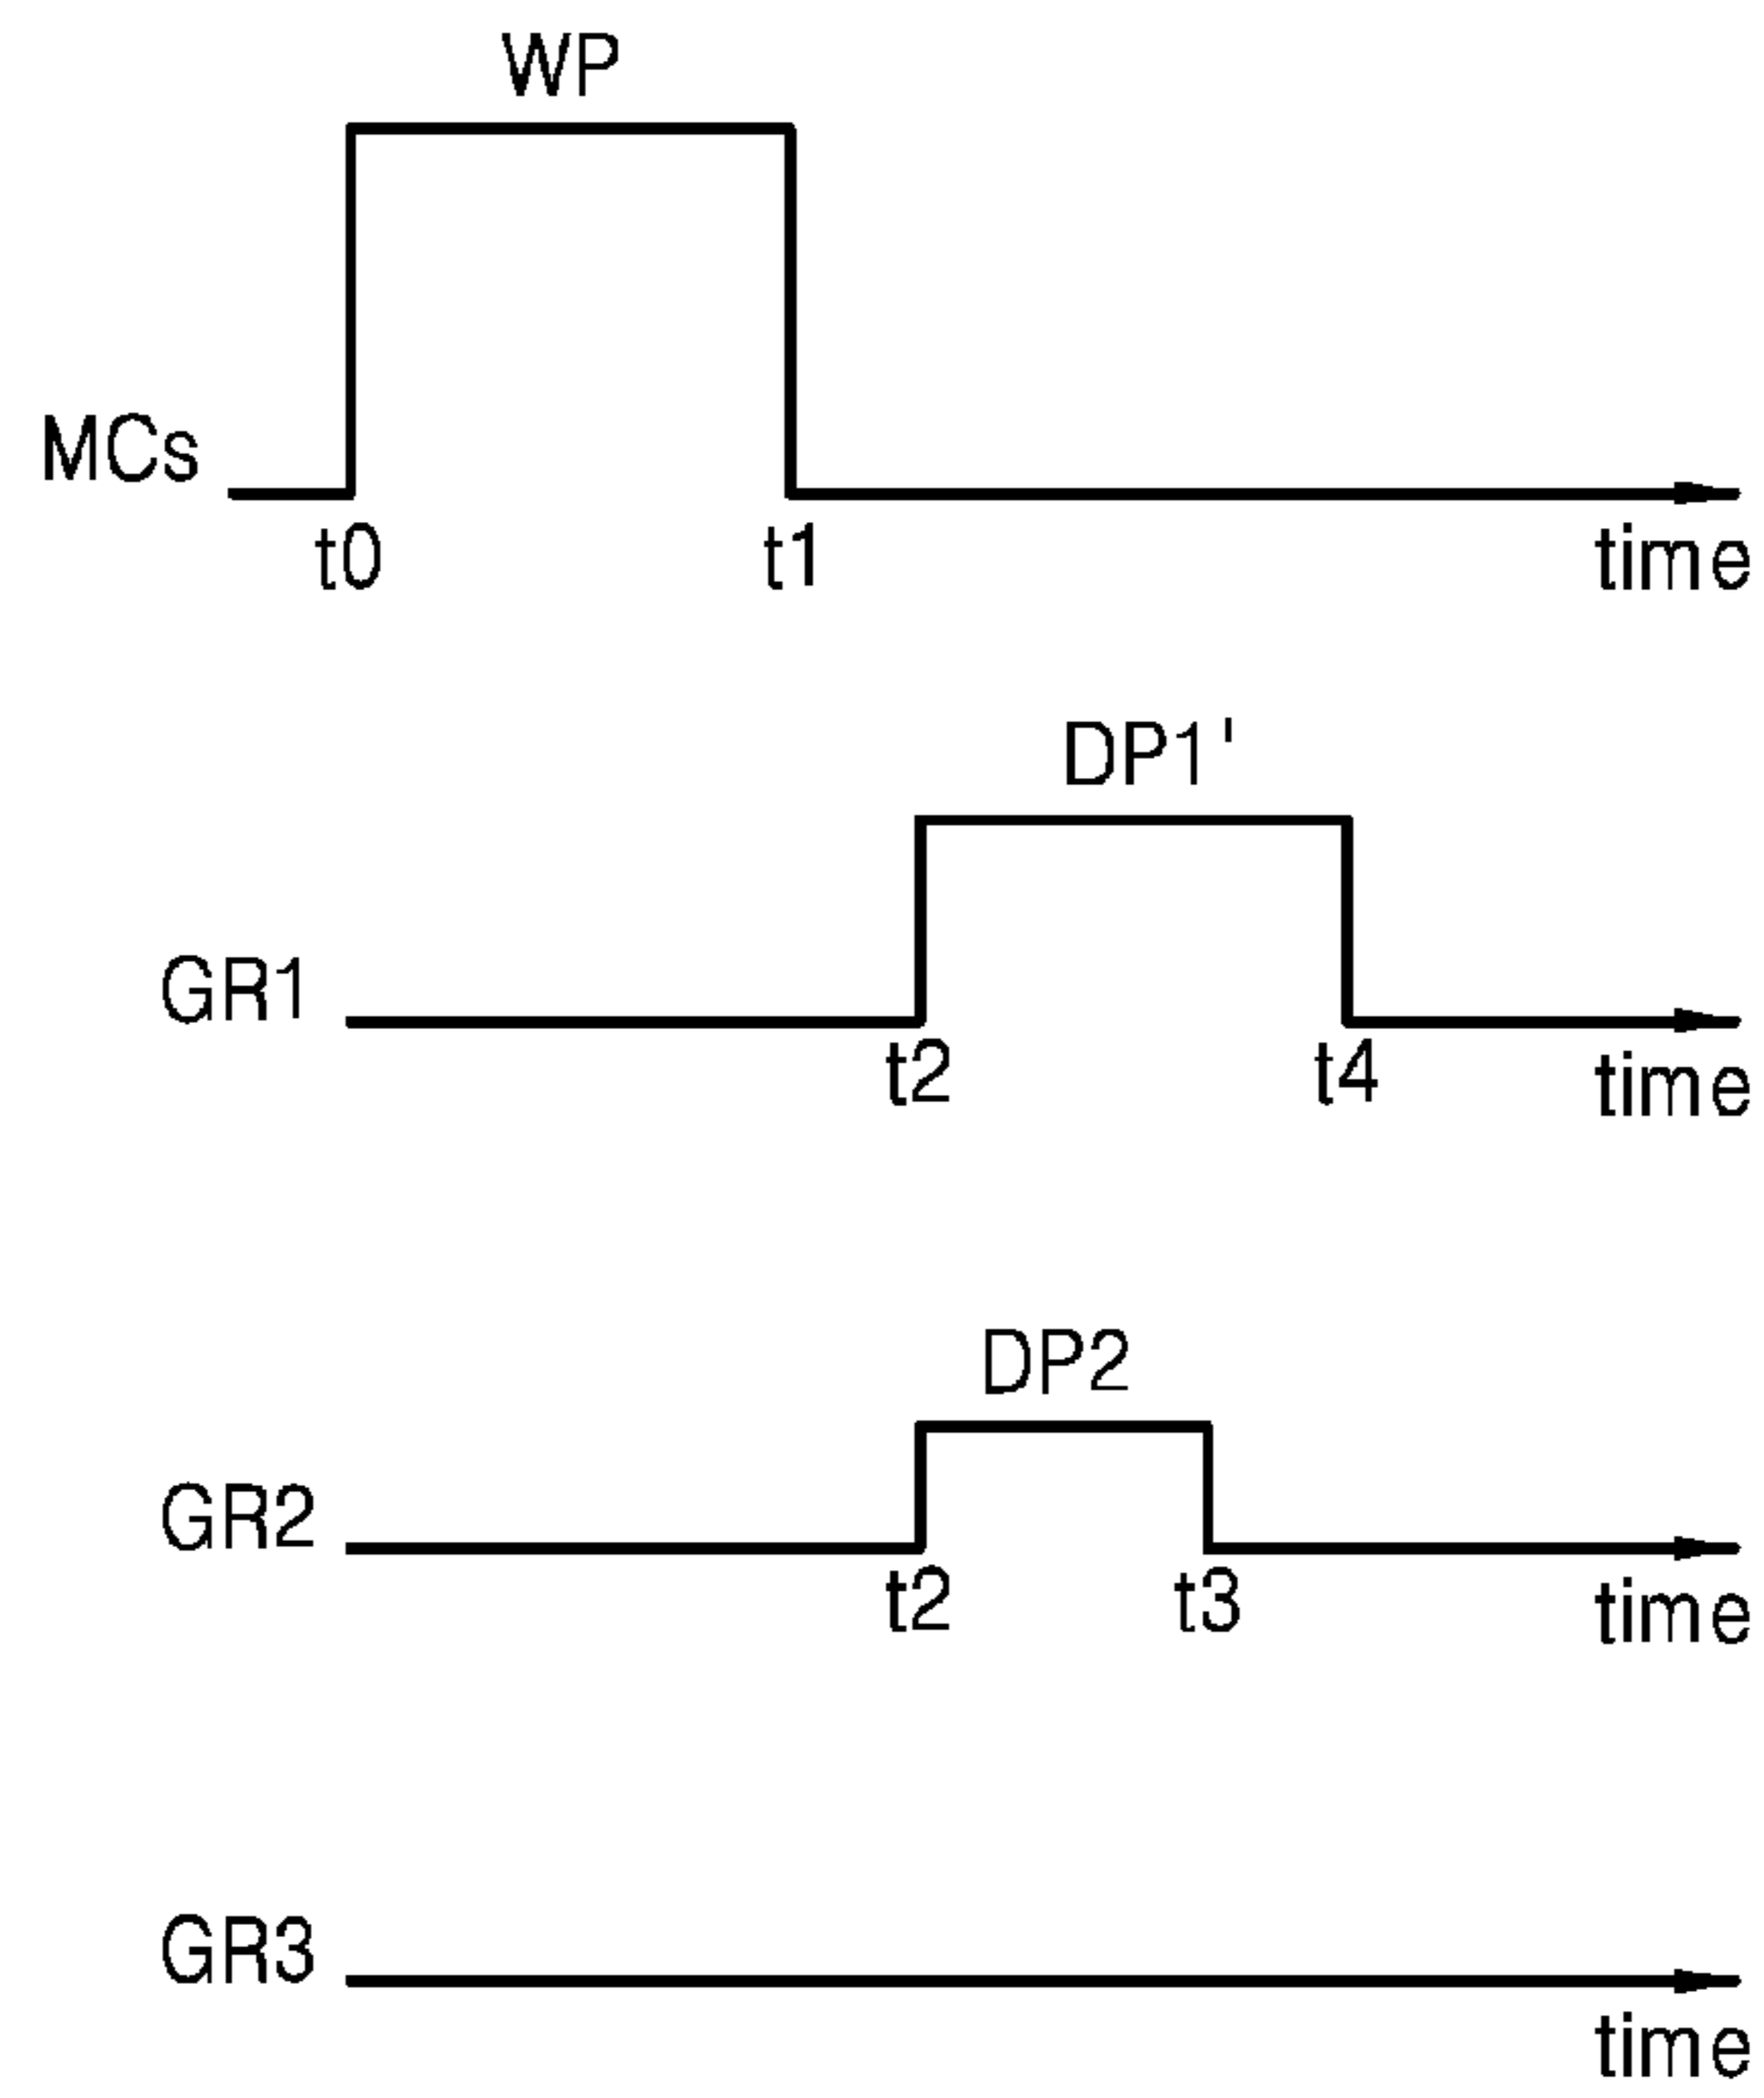 WP
MCs
t0 t1 time
DP1'
GR1
t2 t4 time
DP2
GR2
t2 t3 time
GR3
time